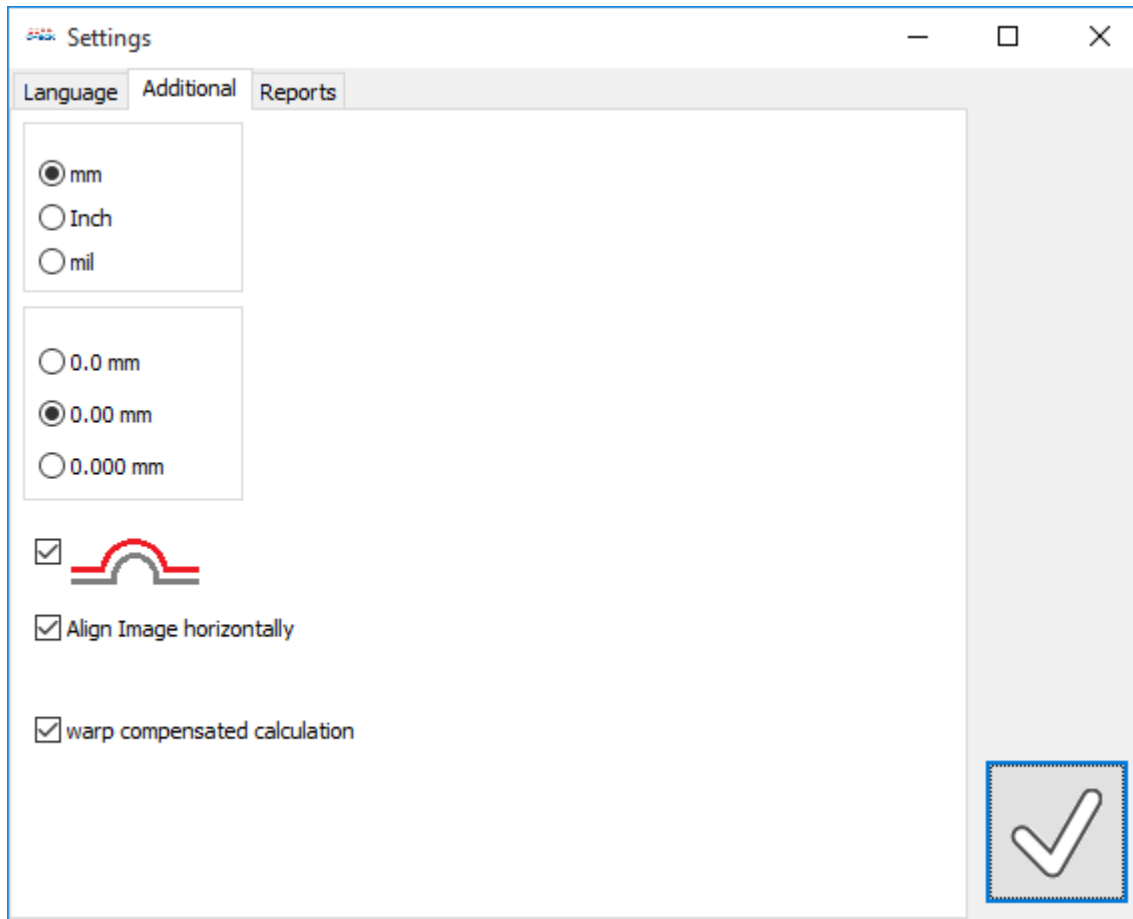 Settings
Language Additional Reports
mm
Inch
mil
0.0 mm
0.00 mm
0.000 mm
Align Image horizontally
warp compensated calculation